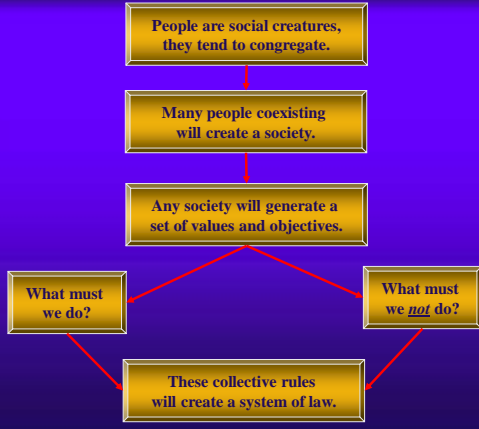 People are social creatures,
they tend to congregate.
Many people coexisting
will create a society.
Any society will generate a
set of values and objectives.
What must
we do?
What must
we not do?
These collective rules
will create a system of law.